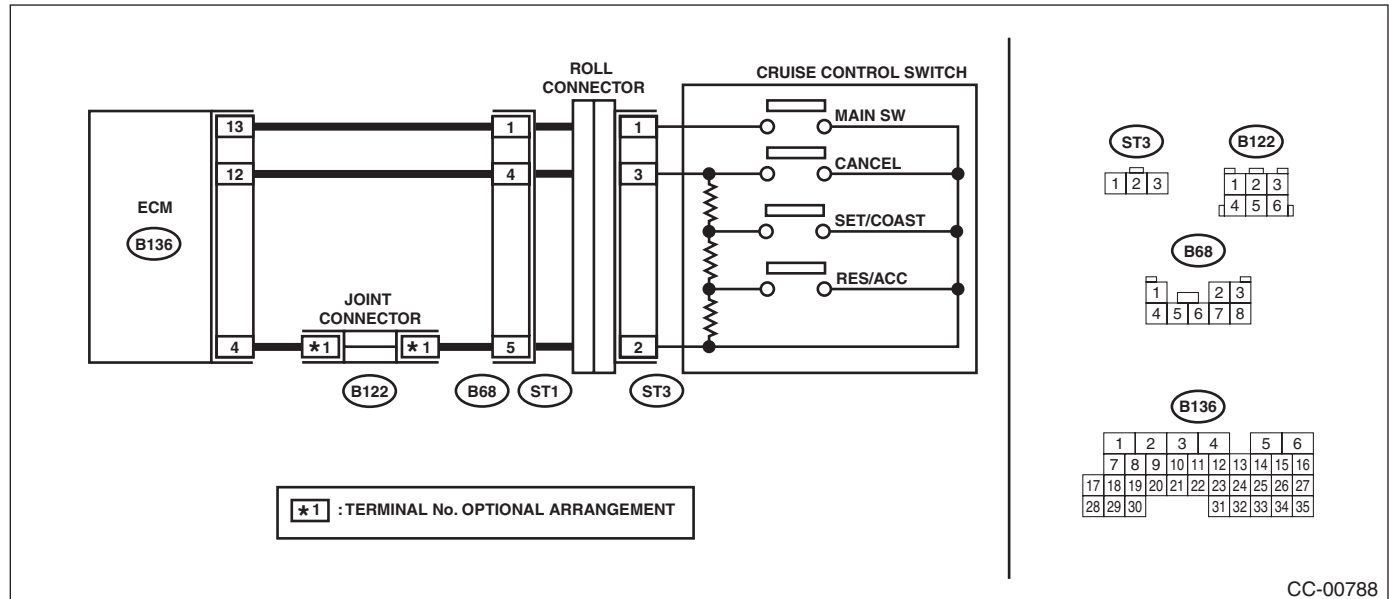 ROLL
CONNECTOR
CRUISE CONTROL SWITCH
13 1 1 MAIN SW
12 4 3 CANCEL
ECM
B136
SET/COAST
RES/ACC
JOINT
CONNECTOR
4 *1 *1 5 2
B122 B68 ST1 ST3
*1 : TERMINAL No. OPTIONAL ARRANGEMENT
ST3
1 2 3
B122
1 2 3
4 5 6
B68
1 2 3
4 5 6 7 8
B136
1 2 3 4 5 6
7 8 9 10 11 12 13 14 15 16
17 18 19 20 21 22 23 24 25 26 27
28 29 30 31 32 33 34 35
CC-00788